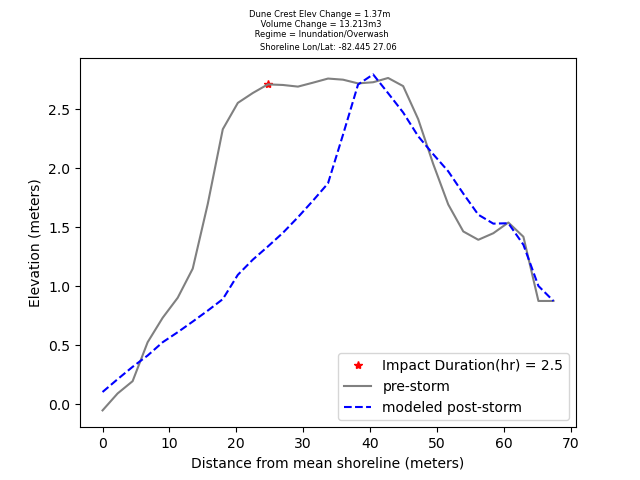 Dune Crest Elev Change = 1.37m
Volume Change = 13.213m3
Regime = Inundation/Overwash
Shoreline Lon/Lat: -82.445 27.06
Elevation (meters)
2.5
2.0
1.5
1.0
0.5
0.0
Impact Duration(hr) = 2.5
pre-storm
modeled post-storm
0 10 20 30 40 50 60 70
Distance from mean shoreline (meters)